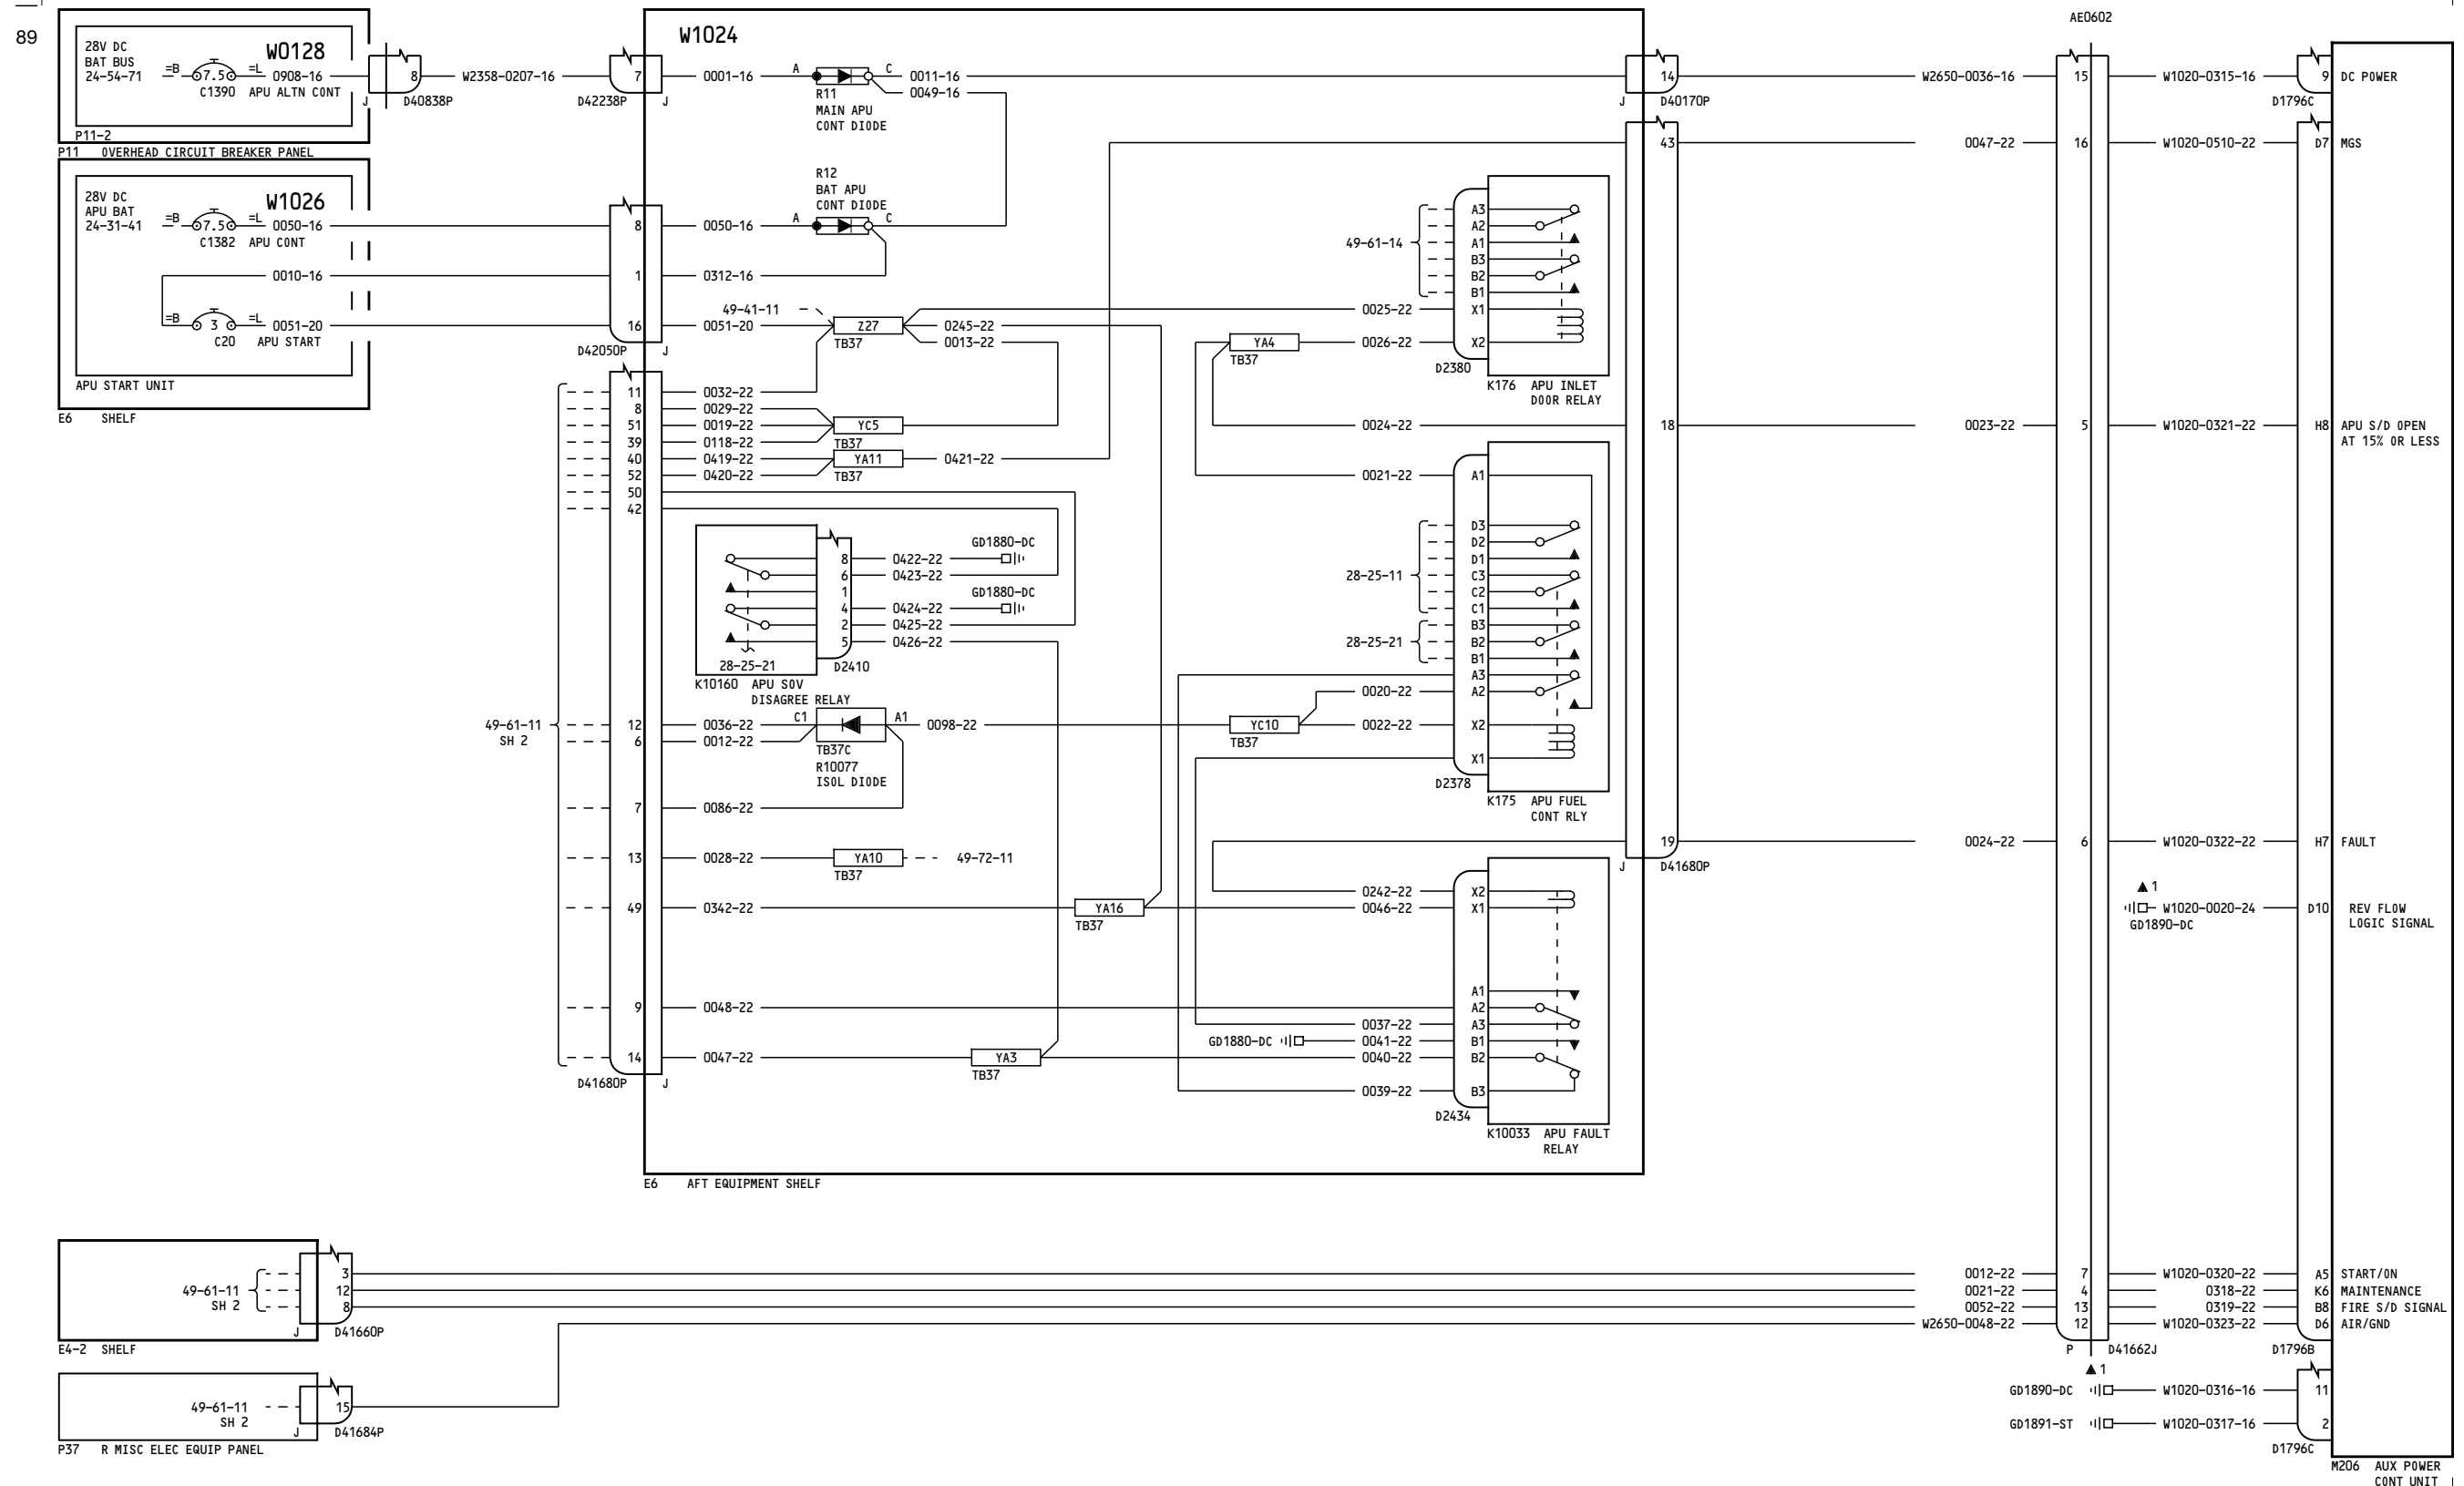 89
28V DC
BAT BUS
24-54-71
=B
7.5
=L
W0128
0908-16
C1390 APU ALTN CONT
P11-2
P11 OVERHEAD CIRCUIT BREAKER PANEL
J
8
D40838P
W2358-0207-16
28V DC
APU BAT
24-31-41
=B
7.5
=L
W1026
0050-16
C1382 APU CONT
0010-16
=B
3
=L
0051-20
C20 APU START
APU START UNIT
E6 SHELF
W1024
7
D42238P
J
0001-16
A
C
R11
MAIN APU
CONT DIODE
0011-16
0049-16
R12
BAT APU
CONT DIODE
8
0050-16
A
C
1
0312-16
49-41-11
16
0051-20
Z27
TB37
0245-22
0013-22
D42050P
J
11
0032-22
8
0029-22
51
0019-22
YC5
39
0118-22
TB37
40
0419-22
YA11
0421-22
52
0420-22
TB37
50
42
8
0422-22
GD1880-DC
6
0423-22
1
4
0424-22
GD1880-DC
2
0425-22
5
0426-22
28-25-21
D2410
K10160 APU SOV
DISAGREE RELAY
49-61-11
SH 2
12
0036-22
C1
A1
0098-22
6
0012-22
TB37C
R10077
ISOL DIODE
7
0086-22
13
0028-22
YA10
49-72-11
TB37
49
0342-22
YA16
TB37
9
0048-22
14
0047-22
YA3
TB37
D41680P
J
49-61-14
A3
A2
A1
B3
B2
B1
0025-22
X1
YA4
0026-22
X2
TB37
D2380
K176 APU INLET
DOOR RELAY
0024-22
0021-22
A1
28-25-11
D3
D2
D1
C3
C2
C1
28-25-21
B3
B2
B1
A3
0020-22
A2
YC10
0022-22
X2
TB37
X1
D2378
K175 APU FUEL
CONT RLY
0242-22
X2
0046-22
X1
A1
A2
0037-22
A3
GD1880-DC
0041-22
B1
0040-22
B2
0039-22
B3
D2434
K10033 APU FAULT
RELAY
E6 AFT EQUIPMENT SHELF
14
J
D40170P
43
18
19
J
D41680P
AE0602
W2650-0036-16
15
W1020-0315-16
9
DC POWER
D1796C
0047-22
16
W1020-0510-22
D7
MGS
0023-22
5
W1020-0321-22
H8
APU S/D OPEN
AT 15% OR LESS
0024-22
6
W1020-0322-22
H7
FAULT
1
W1020-0020-24
GD1890-DC
D10
REV FLOW
LOGIC SIGNAL
49-61-11
SH 2
3
12
8
J
D41660P
E4-2 SHELF
0012-22
7
W1020-0320-22
A5
START/ON
0021-22
4
0318-22
K6
MAINTENANCE
0052-22
13
0319-22
B8
FIRE S/D SIGNAL
W2650-0048-22
12
W1020-0323-22
D6
AIR/GND
P
D41662J
D1796B
49-61-11
SH 2
15
J
D41684P
P37 R MISC ELEC EQUIP PANEL
1
GD1890-DC
W1020-0316-16
11
GD1891-ST
W1020-0317-16
2
D1796C
M206 AUX POWER
CONT UNIT